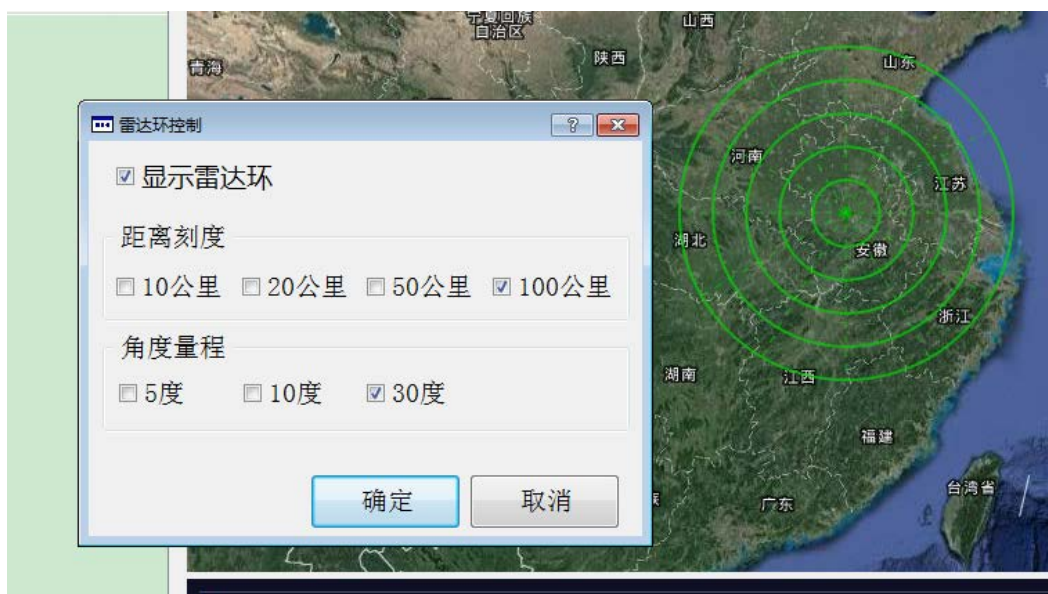 宁夏回族
自治区
山西
陕西
青海
山东
雷达环控制
河南
显示雷达环
江苏
距离刻度
湖北
安徽
10公里 20公里 50公里 100公里
浙江
角度量程
湖南
江西
5度 10度 30度
福建
确定 取消
台湾省
广东